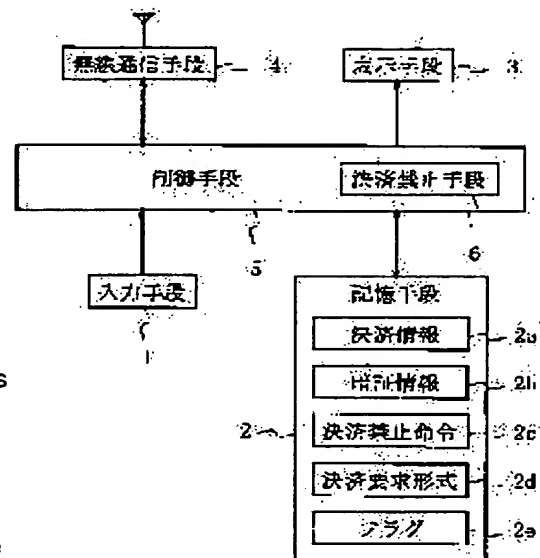 無線通信手段 4
表示手段 3
制御手段
決済禁止手段
5
6
入力手段
1
記憶手段
決済情報 2a
暗証情報 2b
2
決済禁止命令 2c
決済要求形式 2d
フラグ 2e
s